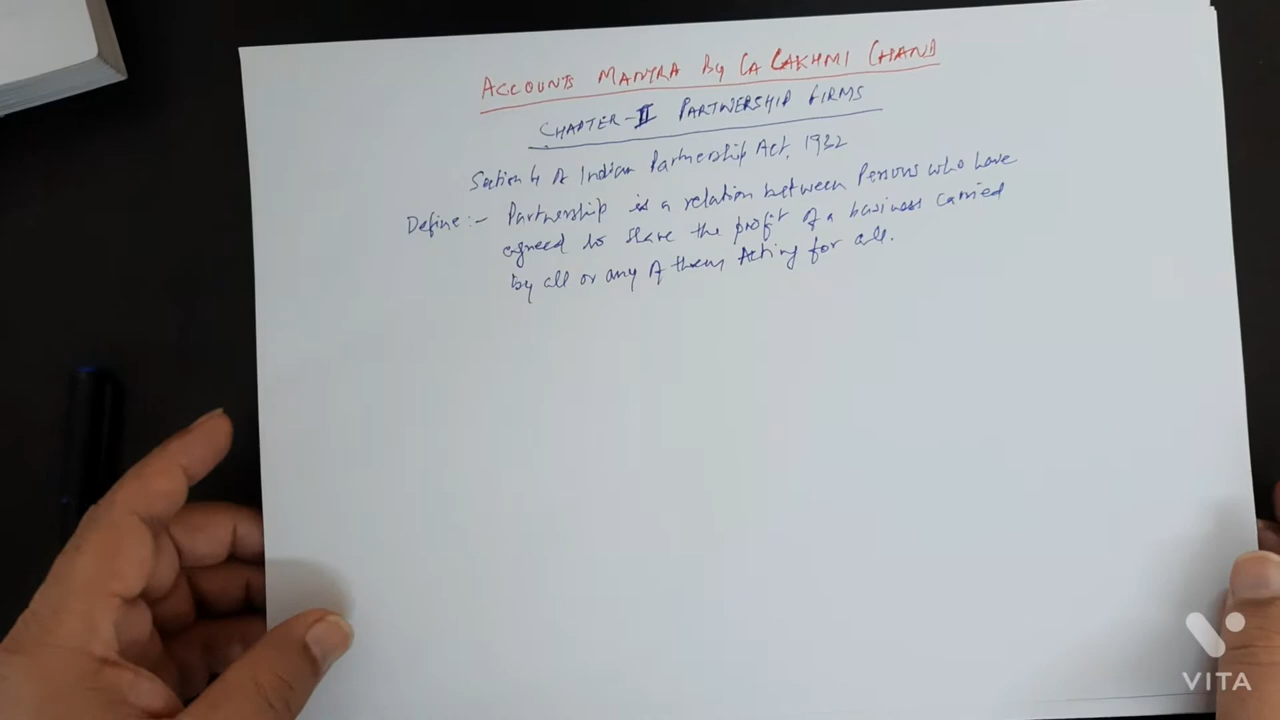 ACCOUNTS MANTRA By CA LAKHMI CHAND
CHAPTER-II PARTNERSHIP FIRMS
Section 4 of Indian Partnership Act, 1932
Define:- Partnership is a relation between Persons who have
agreed to share the profit of a business carried
by all or any of them Acting for all.
VITA